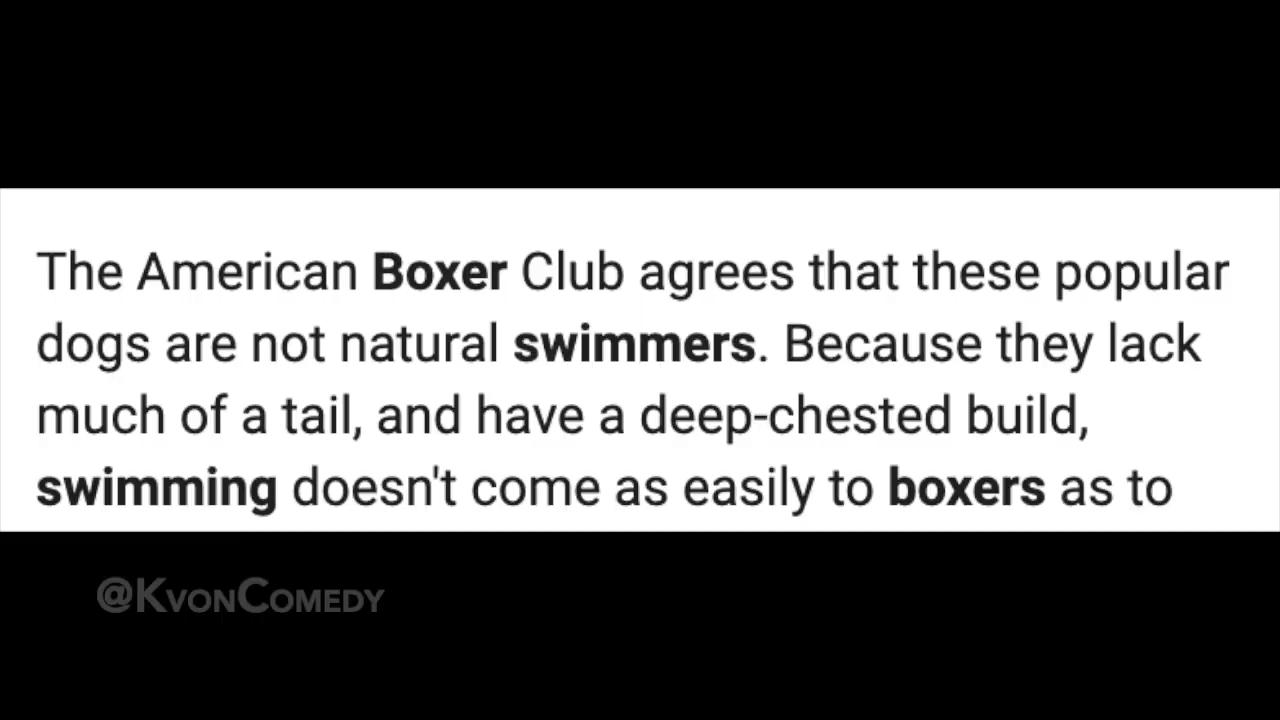 The American Boxer Club agrees that these popular
dogs are not natural swimmers. Because they lack
much of a tail, and have a deep-chested build,
swimming doesn't come as easily to boxers as to
@KvonComedy